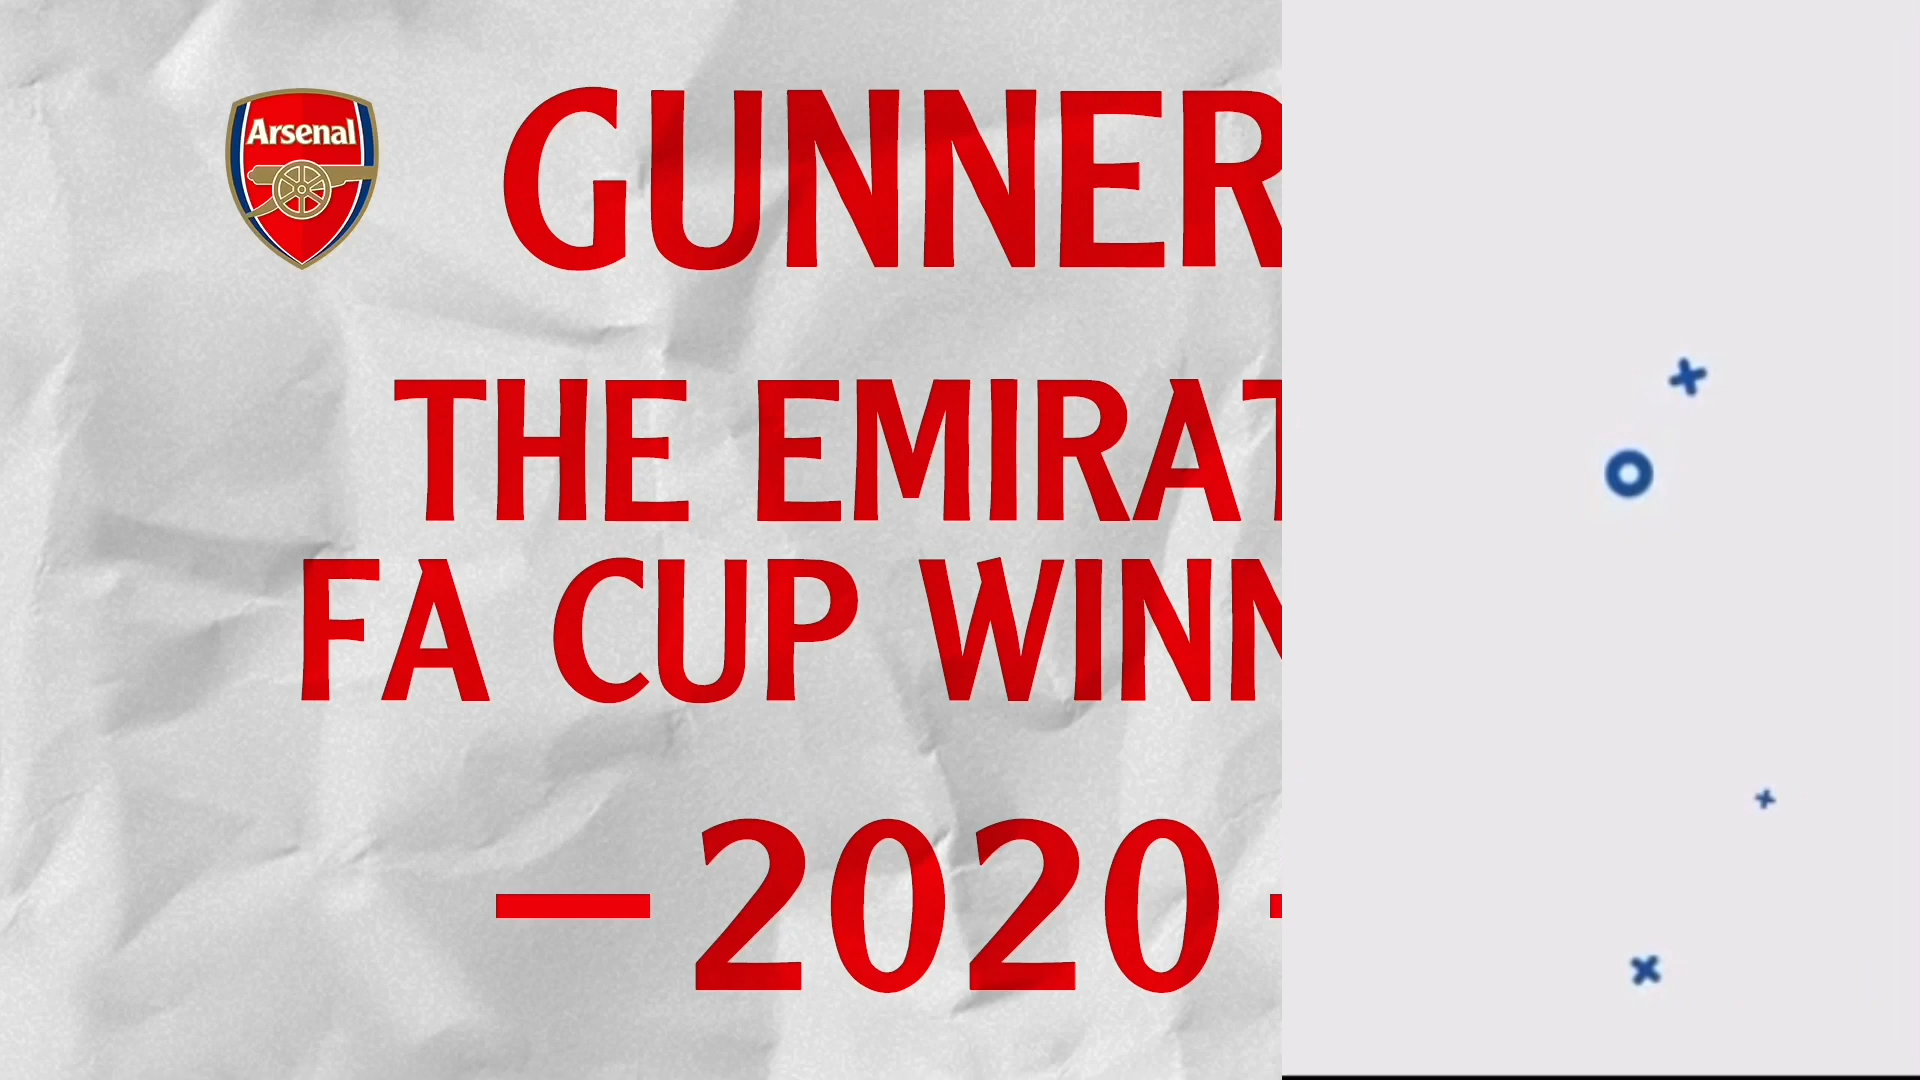 Arsenal
GUNNER
THE EMIRAT
FA CUP WINN
—2020-